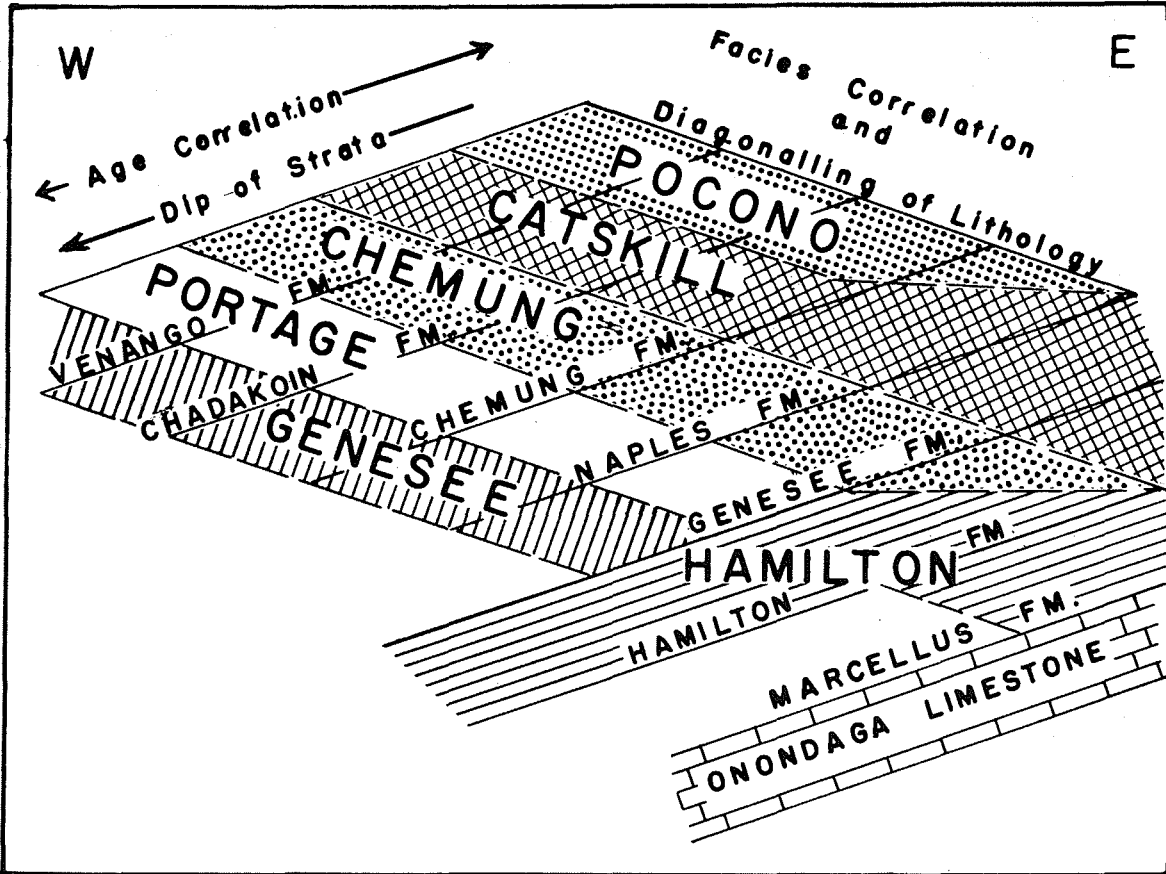 W
E
Facies Correlation
and
Diagonalling of Lithology
Age Correlation
Dip of Strata
POCONO
CATSKILL
CHEMUNG
PORTAGE
GENESEE
HAMILTON
VENANGO FM.
CHADAKOIN FM.
CHEMUNG FM.
NAPLES FM.
GENESEE FM.
HAMILTON FM.
MARCELLUS FM.
ONONDAGA LIMESTONE